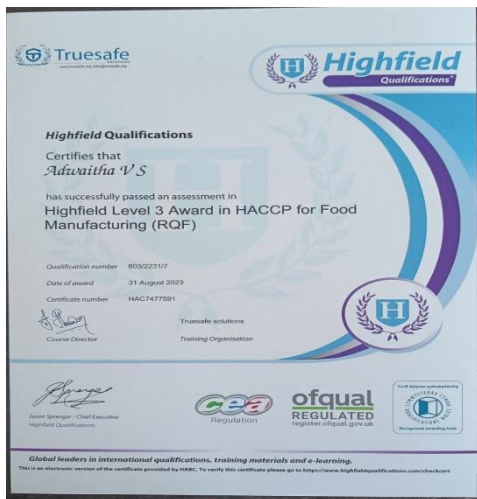 Truesafe
Highfield
Qualifications
Highfield Qualifications
Certifies that
Adwaitha V S
has successfully passed an assessment in
Highfield Level 3 Award in HACCP for Food
Manufacturing (RQF)
Qualification number 603/2231/7
Date of award 31 August 2023
Certificate number HAC7477591
Truesafe solutions
Course Director Training Organisation
H
Jason Sprenger - Chief Executive
Highfield Qualifications
cea
Regulation
ofqual
REGULATED
register.ofqual.gov.uk
Recognised awarding body
Global leaders in international qualifications, training materials and e-learning.
This is an electronic version of the certificate provided by HABC. To verify this certificate please go to https://www.highfieldqualifications.com/checkcert